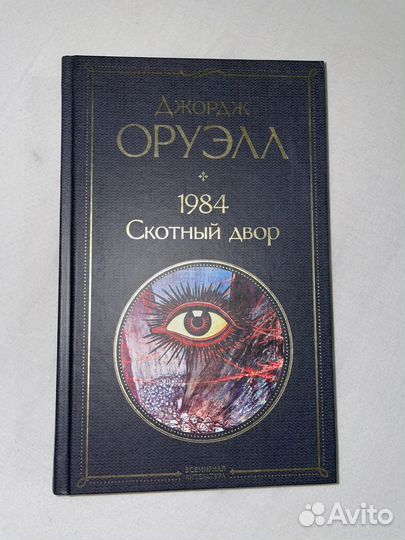 Джордж
ОРУЭЛЛ
1984
Скотный двор
ВСЕМИРНАЯ
ЛИТЕРАТУРА
Avito